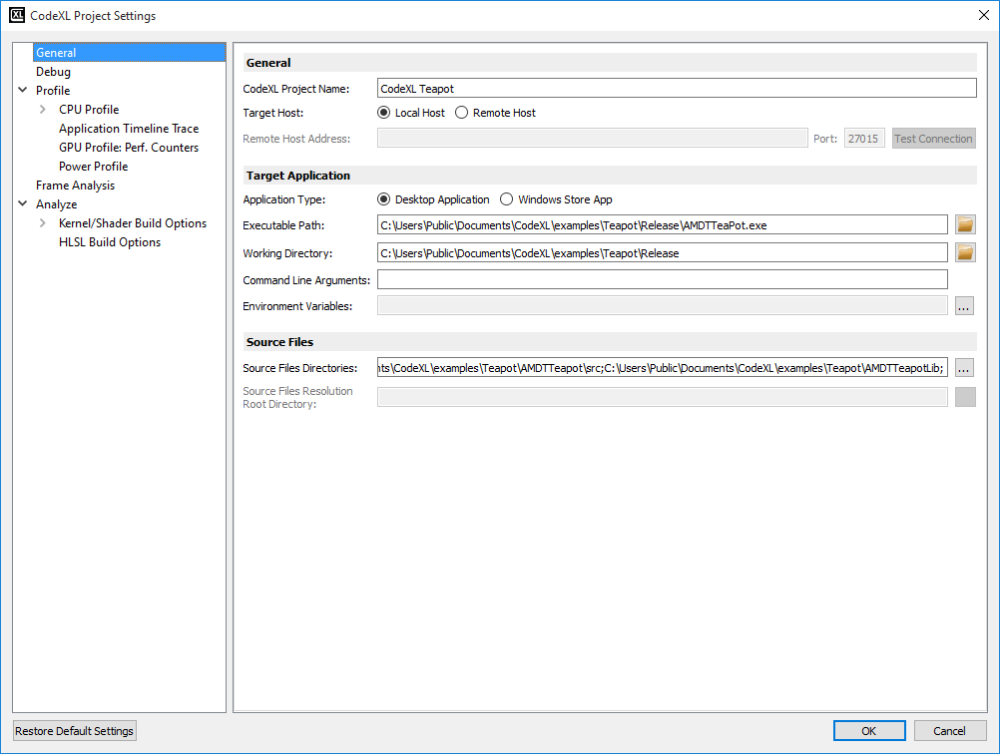 XL CodeXL Project Settings
General
Debug
Profile
CPU Profile
Application Timeline Trace
GPU Profile: Perf. Counters
Power Profile
Frame Analysis
Analyze
Kernel/Shader Build Options
HLSL Build Options
General
CodeXL Project Name: CodeXL Teapot
Target Host: Local Host Remote Host
Remote Host Address: Port: 27015 Test Connection
Target Application
Application Type: Desktop Application Windows Store App
Executable Path: C:\Users\Public\Documents\CodeXL\examples\Teapot\Release\AMDTTeaPot.exe
Working Directory: C:\Users\Public\Documents\CodeXL\examples\Teapot\Release
Command Line Arguments:
Environment Variables: ...
Source Files
Source Files Directories: nts\CodeXL\examples\Teapot\AMDTTeapot\src;C:\Users\Public\Documents\CodeXL\examples\Teapot\AMDTTeapotLib; ...
Source Files Resolution
Root Directory:
Restore Default Settings OK Cancel